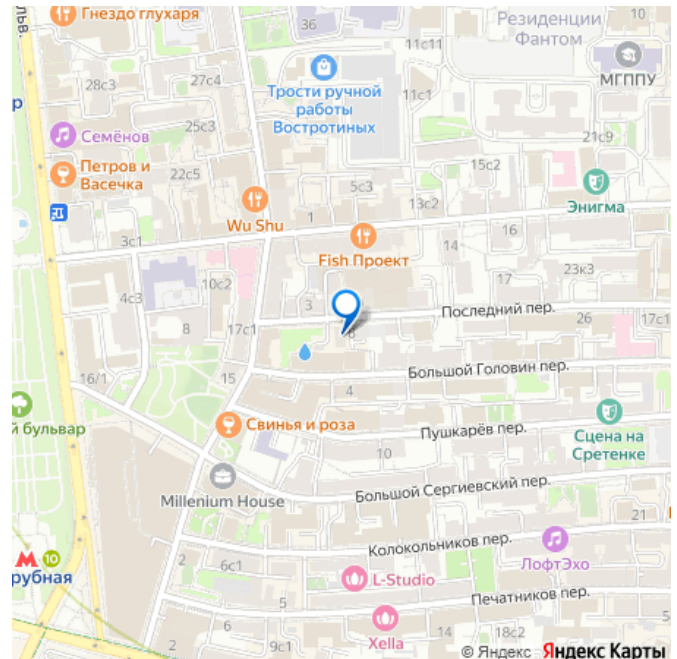 льв.
Гнездо глухаря
36
11с11
Резиденции
Фантом
МГППУ
28с3
27с4
Трости ручной
работы
Востротиных
11с1
р
Семёнов
25с3
21с9
Петров и
Васечка
22с5
15с2
5с3
13с2
Энигма
Wu Shu
1
3с1
Fish Проект
14
16
23к3
10с2
4с3
3
Последний пер.
8
17с1
6
26
17с1
16/1
15
Большой Головин пер.
4
й бульвар
Свинья и роза
Пушкарёв пер.
Сцена на
Сретенке
10
Millenium House
Большой Сергиевский пер.
21
Колокольников пер.
М 10
рубная
2
6с1
L-Studio
ЛофтЭхо
5
Печатников пер.
Xella
2
9с1
14
18с2
© Яндекс Яндекс Карты